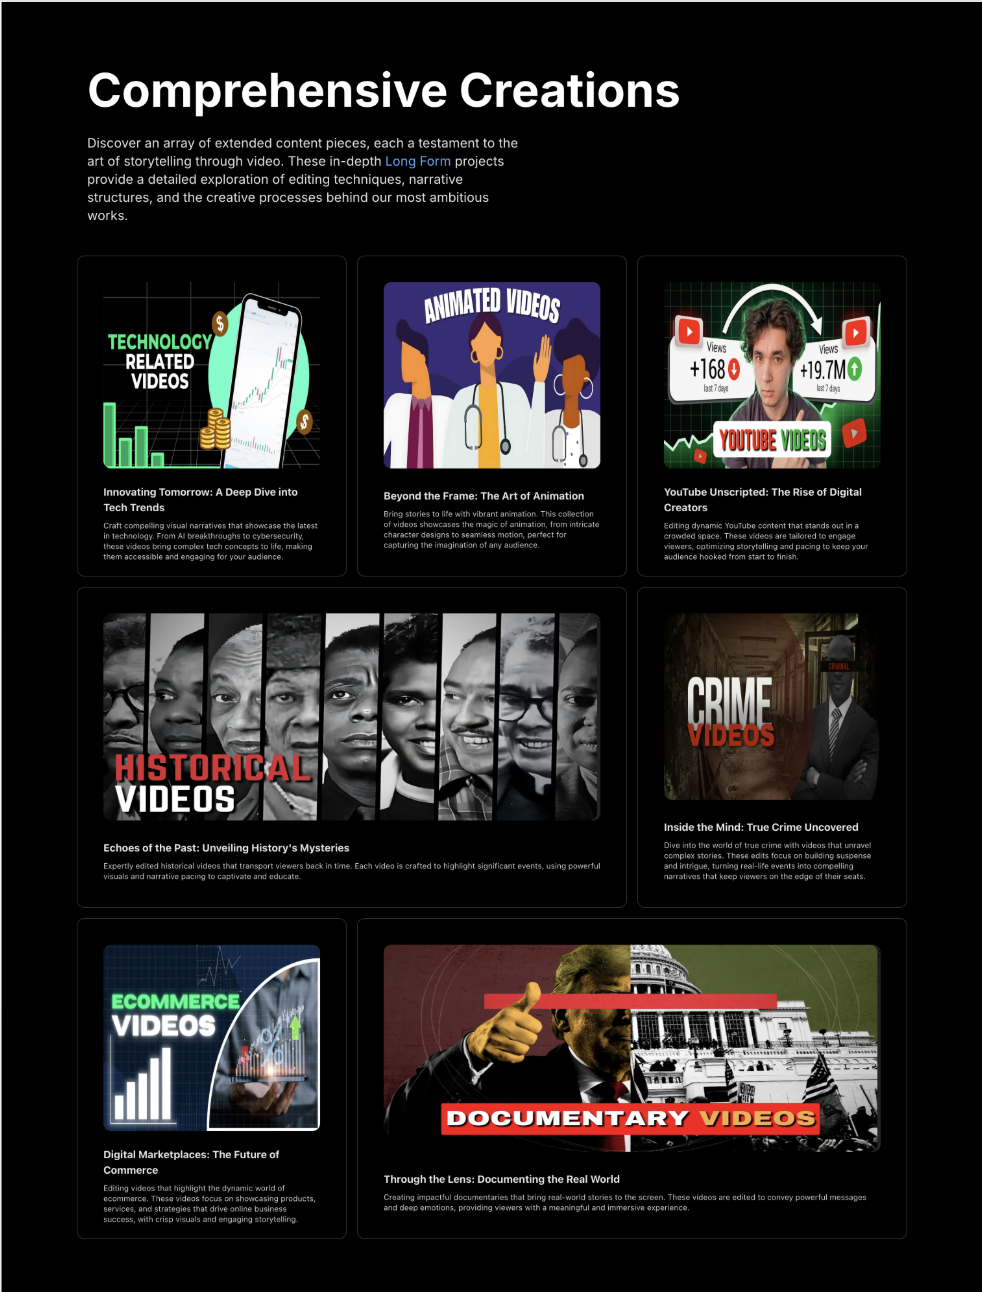 Comprehensive Creations
Discover an array of extended content pieces, each a testament to the
art of storytelling through video. These in-depth Long Form projects
provide a detailed exploration of editing techniques, narrative
structures, and the creative processes behind our most ambitious
works.
TECHNOLOGY
RELATED
VIDEOS
$
$
Innovating Tomorrow: A Deep Dive into
Tech Trends
Craft compelling visual narratives that showcase the latest
in technology. From AI breakthroughs to cybersecurity,
these videos bring complex tech concepts to life, making
them accessible and engaging for your audience.
ANIMATED VIDEOS
Beyond the Frame: The Art of Animation
Bring stories to life with vibrant animation. This collection
of videos showcases the magic of animation, from intricate
character designs to seamless motion, perfect for
capturing the imagination of any audience.
Views
+168
last 7 days
Views
+19.7M
last 7 days
YOUTUBE VIDEOS
YouTube Unscripted: The Rise of Digital
Creators
Editing dynamic YouTube content that stands out in a
crowded space. These videos are tailored to engage
viewers, optimizing storytelling and pacing to keep your
audience hooked from start to finish.
HISTORICAL
VIDEOS
Echoes of the Past: Unveiling History's Mysteries
Expertly edited historical videos that transport viewers back in time. Each video is crafted to highlight significant events, using powerful
visuals and narrative pacing to captivate and educate.
CRIMINAL
CRIME
VIDEOS
Inside the Mind: True Crime Uncovered
Dive into the world of true crime with videos that unravel
complex stories. These edits focus on building suspense
and intrigue, turning real-life events into compelling
narratives that keep viewers on the edge of their seats.
ECOMMERCE
VIDEOS
Digital Marketplaces: The Future of
Commerce
Editing videos that highlight the dynamic world of
ecommerce. These videos focus on showcasing products,
services, and strategies that drive online business
success, with crisp visuals and engaging storytelling.
DOCUMENTARY VIDEOS
Through the Lens: Documenting the Real World
Creating impactful documentaries that bring real-world stories to the screen. These videos are edited to convey powerful messages
and deep emotions, providing viewers with a meaningful and immersive experience.